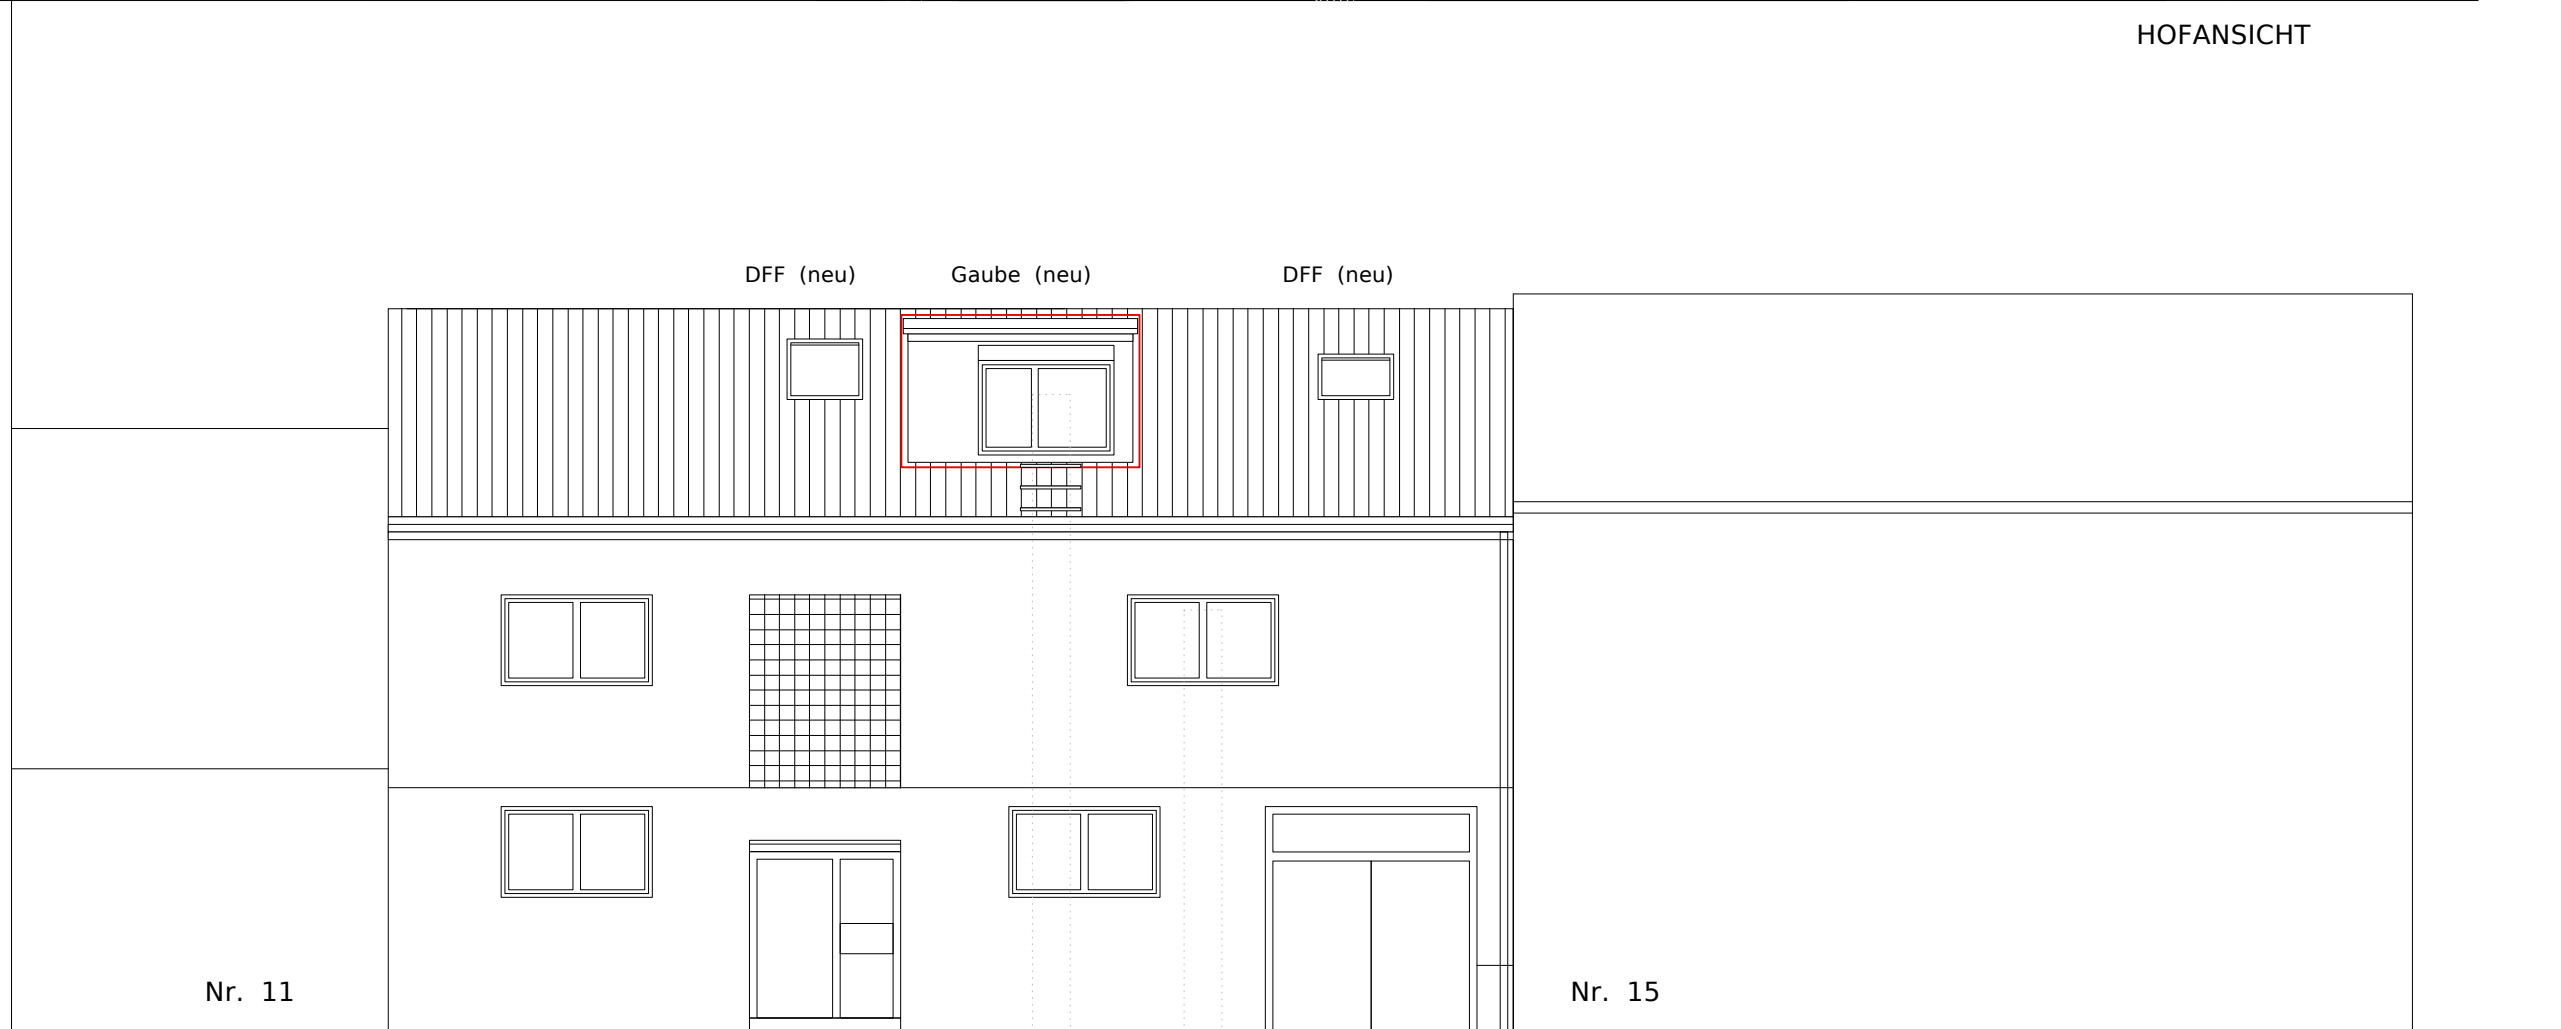 HOFANSICHT
DFF (neu) Gaube (neu) DFF (neu)
Nr. 11 Nr. 15